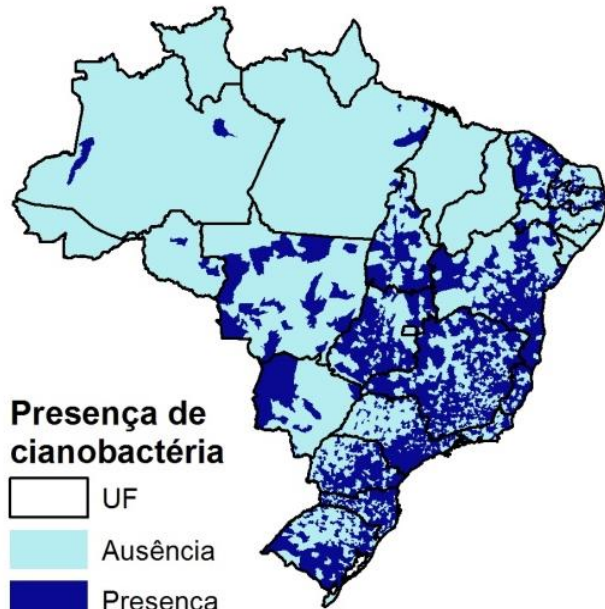 Presença de
cianobactéria
UF
Ausência
Presença